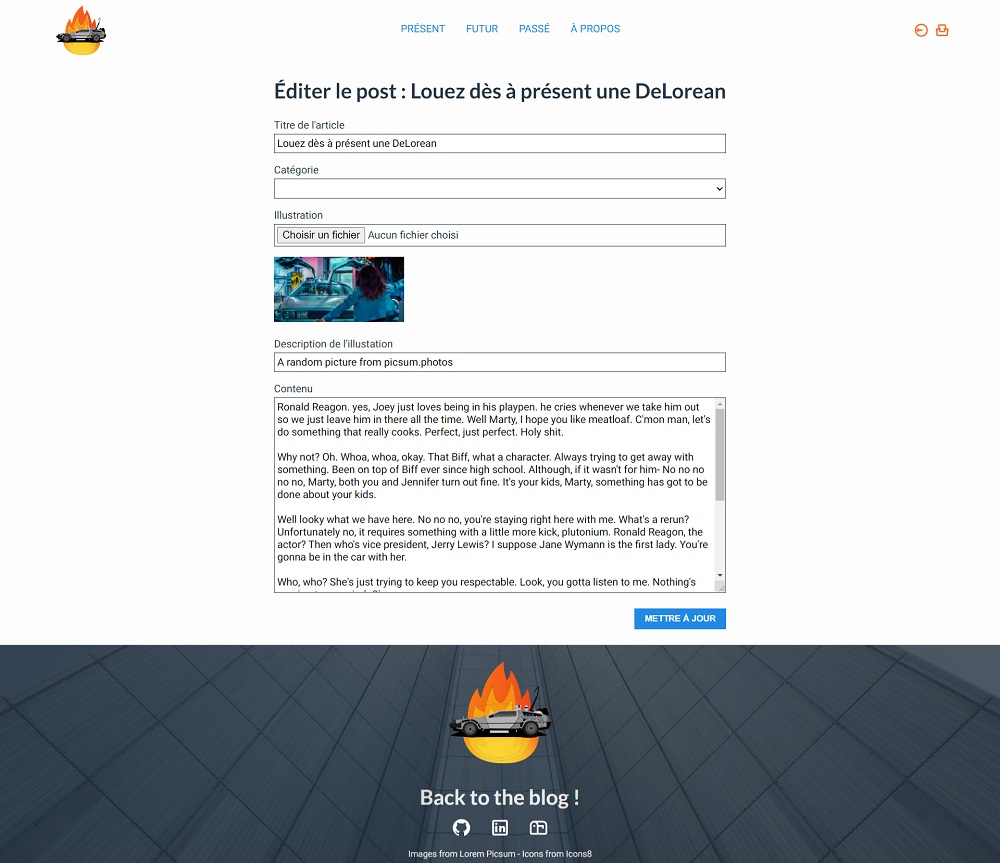 PRÉSENT FUTUR PASSÉ À PROPOS
Éditer le post : Louez dès à présent une DeLorean
Titre de l'article
Louez dès à présent une DeLorean
Catégorie
Illustration
Choisir un fichier Aucun fichier choisi
Description de l'illustation
A random picture from picsum.photos
Contenu
Ronald Reagon. yes, Joey just loves being in his playpen. he cries whenever we take him out
so we just leave him in there all the time. Well Marty, I hope you like meatloaf. C'mon man, let's
do something that really cooks. Perfect, just perfect. Holy shit.
Why not? Oh. Whoa, whoa, okay. That Biff, what a character. Always trying to get away with
something. Been on top of Biff ever since high school. Although, if it wasn't for him- No no no
no no, Marty, both you and Jennifer turn out fine. It's your kids, Marty, something has got to be
done about your kids.
Well looky what we have here. No no no, you're staying right here with me. What's a rerun?
Unfortunately no, it requires something with a little more kick, plutonium. Ronald Reagon, the
actor? Then who's vice president, Jerry Lewis? I suppose Jane Wymann is the first lady. You're
gonna be in the car with her.
Who, who? She's just trying to keep you respectable. Look, you gotta listen to me. Nothing's
METTRE À JOUR
Back to the blog !
Images from Lorem Picsum - Icons from Icons8